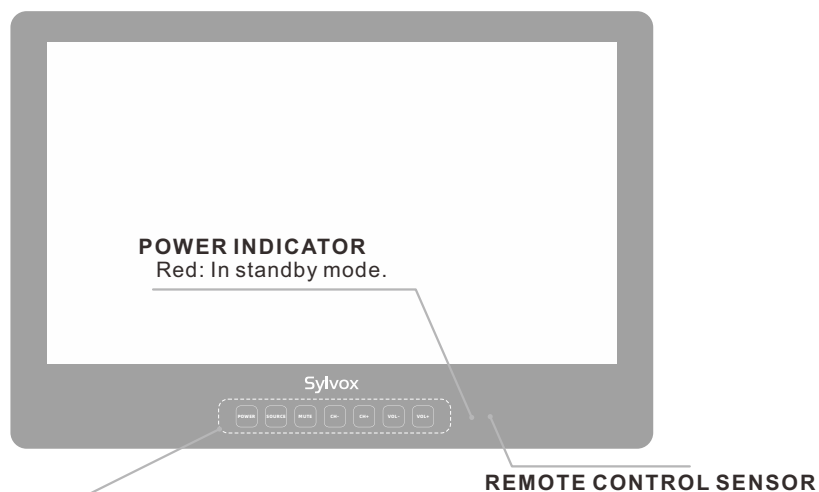 POWER INDICATOR
Red: In standby mode.
Sylvox
POWER SOURCE MUTE CH- CH+ VOL- VOL+
REMOTE CONTROL SENSOR